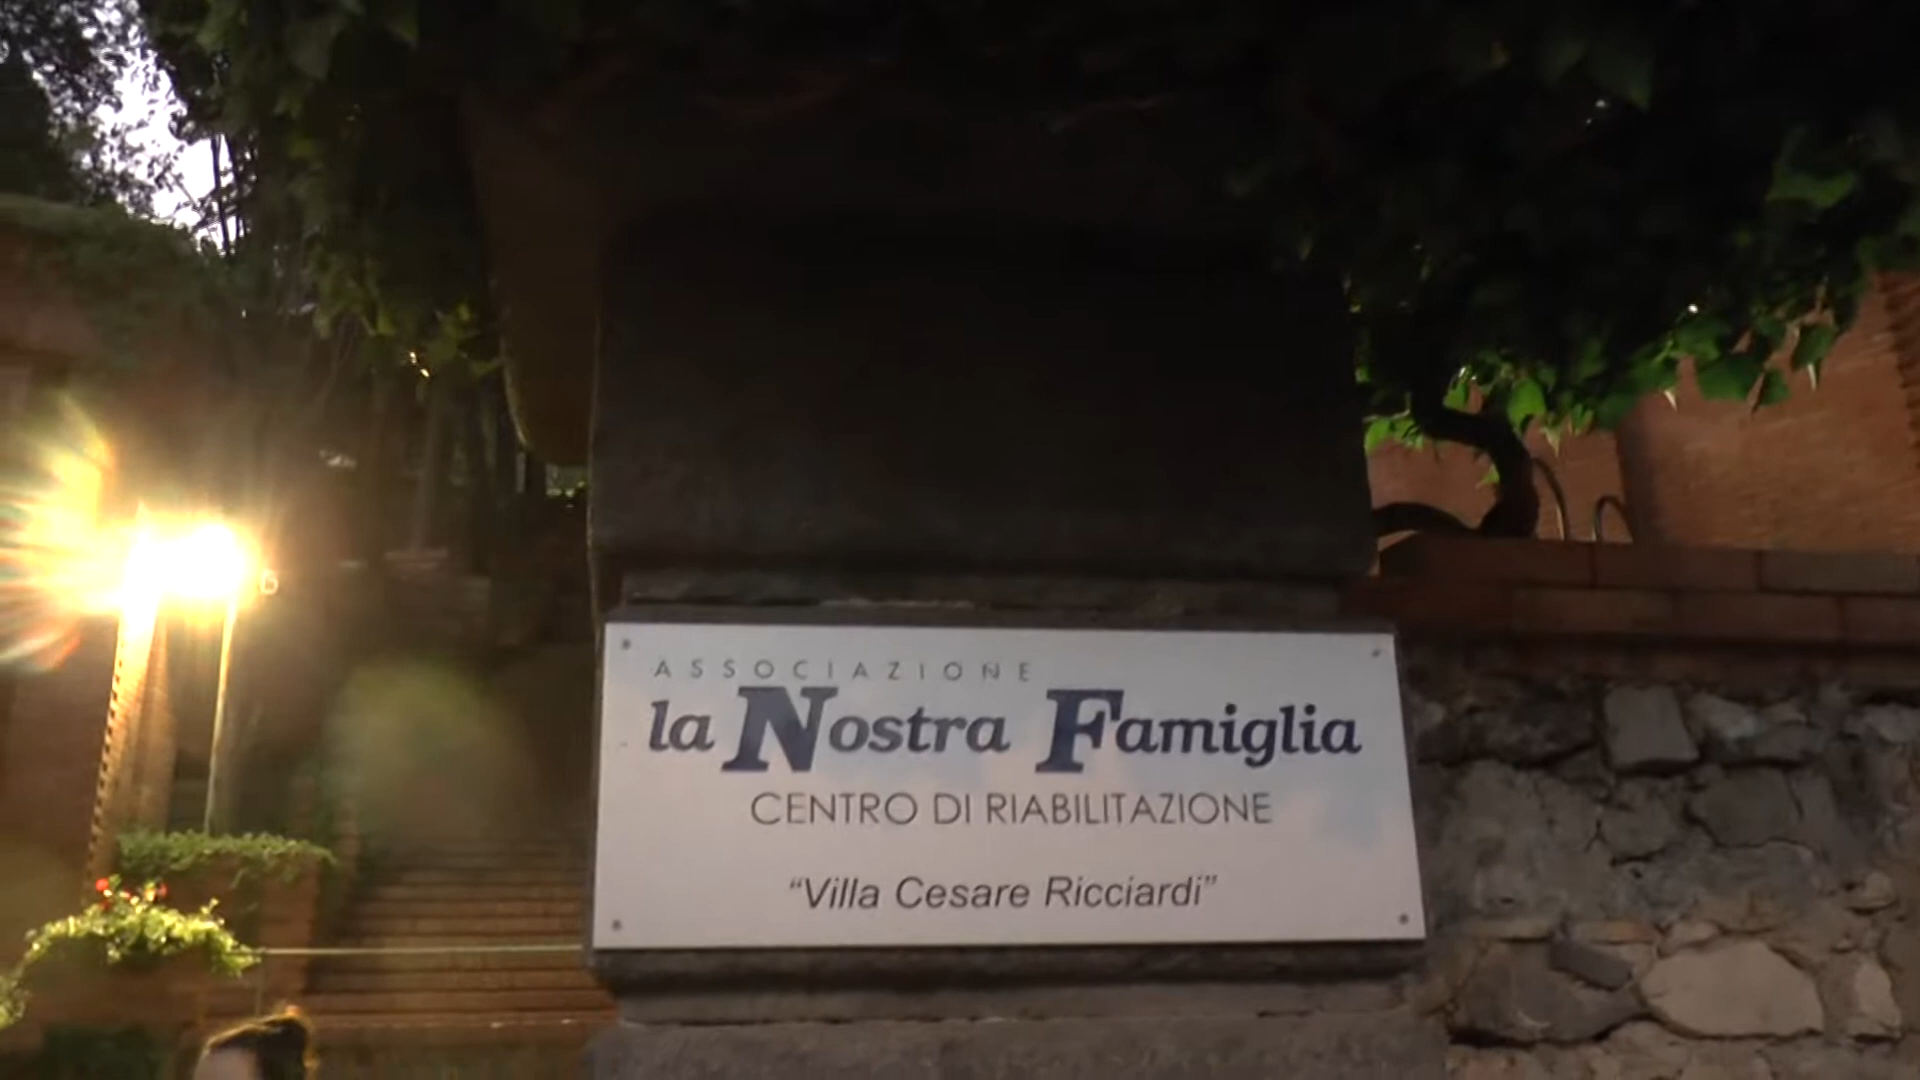 ASSOCIAZIONE
la Nostra Famiglia
CENTRO DI RIABILITAZIONE
“Villa Cesare Ricciardi”